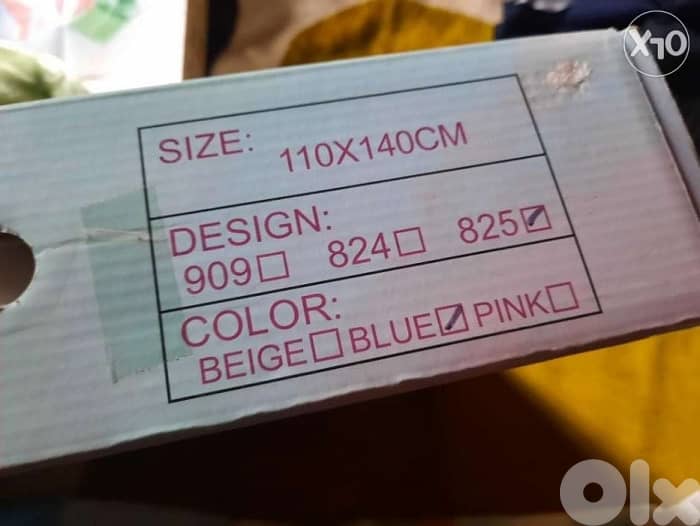 SIZE: 110X140CM
DESIGN:
909☐ 824☐ 825☑
COLOR:
BEIGE☐ BLUE☑ PINK☐
OLX
Olx